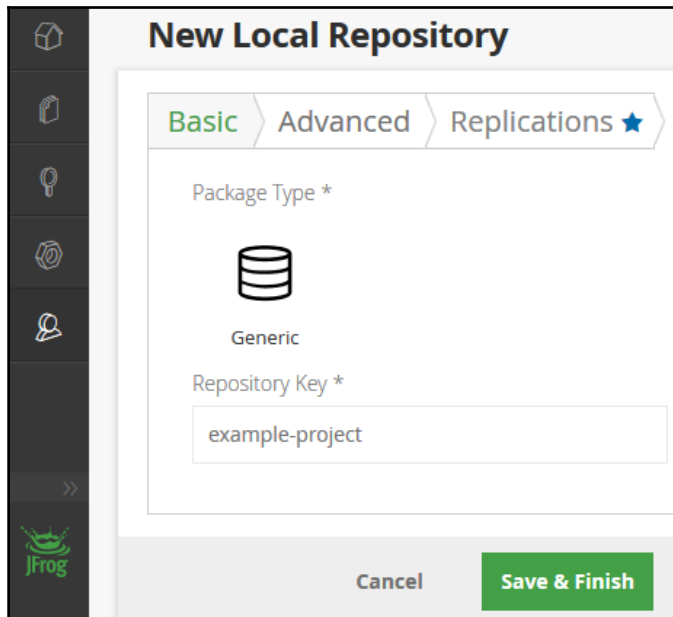 New Local Repository
Basic Advanced Replications
Package Type *
Generic
Repository Key *
example-project
JFrog
Cancel Save & Finish